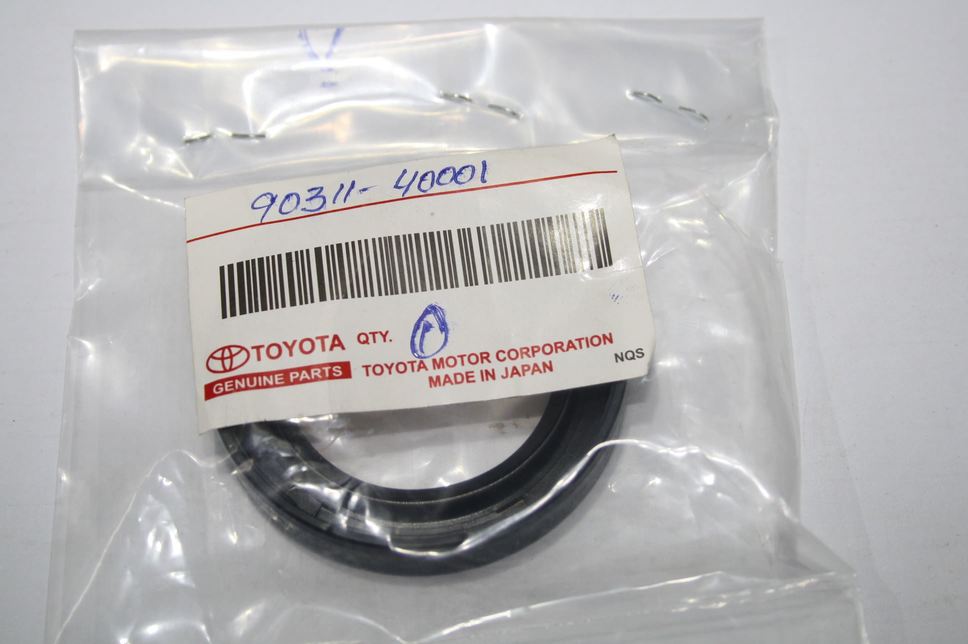 90311-40001
TOYOTA QTY.
GENUINE PARTS
TOYOTA MOTOR CORPORATION
MADE IN JAPAN
NQS